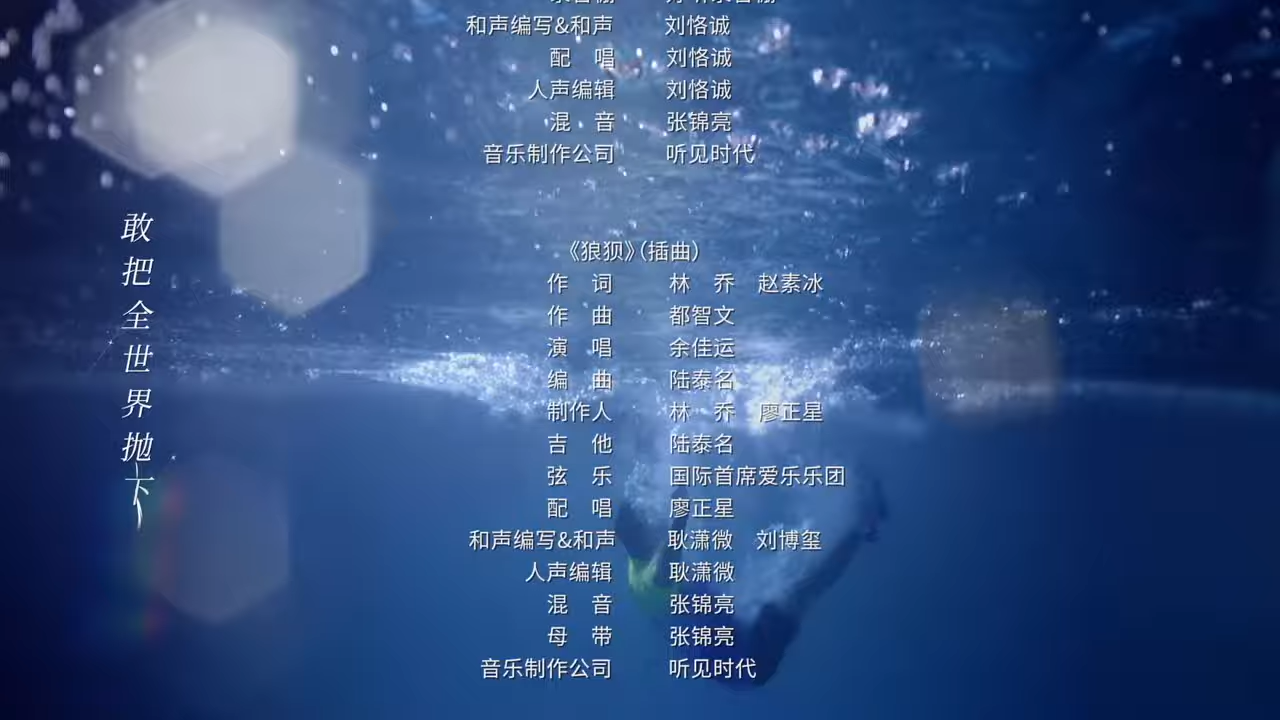 和声编写&和声 刘恪诚
配 唱 刘恪诚
人声编辑 刘恪诚
混 音 张锦亮
音乐制作公司 听见时代
敢把全世界抛下
《狼狈》（插曲）
作 词 林 乔 赵素冰
作 曲 都智文
演 唱 余佳运
编 曲 陆泰名
制作人 林 乔 廖正星
吉 他 陆泰名
弦 乐 国际首席爱乐乐团
配 唱 廖正星
和声编写&和声 耿潇微 刘博玺
人声编辑 耿潇微
混 音 张锦亮
母 带 张锦亮
音乐制作公司 听见时代